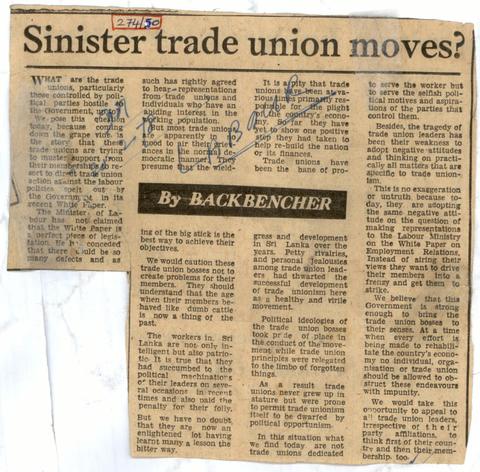 274/50
Sinister trade union moves?
WHAT are the trade
unions, particularly
those controlled by poli-
tical parties hostile to
the Government, up to?
We pose this question
today, because
down the grape vine is
the story that these
trade unions are trying
to muster support of
their membership to re-
sort to direct trade union
action against the labour
policies spelt out by
the Government in its
recent White Paper.
The Minister of La-
bour has not claimed
that the White Paper is
a perfect piece of legis-
lation. He has conceded
that there could be so
many defects and as
such has rightly agreed
to hear representations
from trade unions and
individuals who have an
abiding interest in the
working population.
But most trade unions
apparently in
to air their
ances in the normal de-
mocratic manner. They
presume that the wield-
ing of the big stick is the
best way to achieve their
objectives.
We would caution these
trade union bosses not to
create problems for their
members. They should
understand that the age
when their members be-
haved like dumb cattle
is now a thing of the
past.
The workers in Sri
Lanka are not only in-
telligent but also patrio-
tic. It is true that they
had succumbed to the
political machinations
of their leaders on seve-
ral occasions in recent
times and also paid the
penalty for their folly.
But we have no doubt,
that they are now an
enlightened lot having
learnt many a lesson the
bitter way.
By BACKBENCHER
It is a pity that trade
unions have been at va-
rious times primarily res-
ponsible for the plight
of the country's econo-
my. So far they have
yet to show one positive
step they had taken to
help re-build the nation
or its finances.
Trade Unions have
been the bane of pro-
gress and development
in Sri Lanka over the
years. Petty rivalries,
and personal jealousies
among trade union lead-
ers had thwarted the
successful development
of trade unionism here
as a healthy and virile
movement.
Political ideologies of
the trade union bosses
took pride of place in
the conduct of the move-
ment, while trade union
principles were relegated
to the limbo of forgotten
things.
As a result trade
unions never grew up in
stature but were prone
to permit trade unionism
itself to be dwarfed by
political opportunism.
In this situation what
we find today are not
trade unions dedicated
to serve the worker but
to serve the selfish poli-
tical motives and aspira-
tions of the parties that
control them.
Besides, the tragedy of
trade union leaders has
been their weakness to
adopt negative attitudes
and thinking on practic-
ally all matters that are
specific to trade union-
ism.
This is no exaggeration
or untruth because to-
day, they are adopting
the same negative attit-
ude on the question of
making representations
to the Labour Ministry
on the White Paper on
Employment Relations.
Instead of airing their
views they want to drive
their members into a
frenzy and get them to
strike.
We believe that this
Government is strong
enough to bring the
trade union bosses to
their senses. At a time
when every effort is
being made to rehabilita-
te the country's economy
no individual, organi-
sation or trade union
should be allowed to ob-
struct these endeavours
with impunity.
We would take this
opportunity to appeal to
all trade union leaders,
irrespective of their
party affiliations, to
think first of their coun-
try and then their mem-
bership. too.